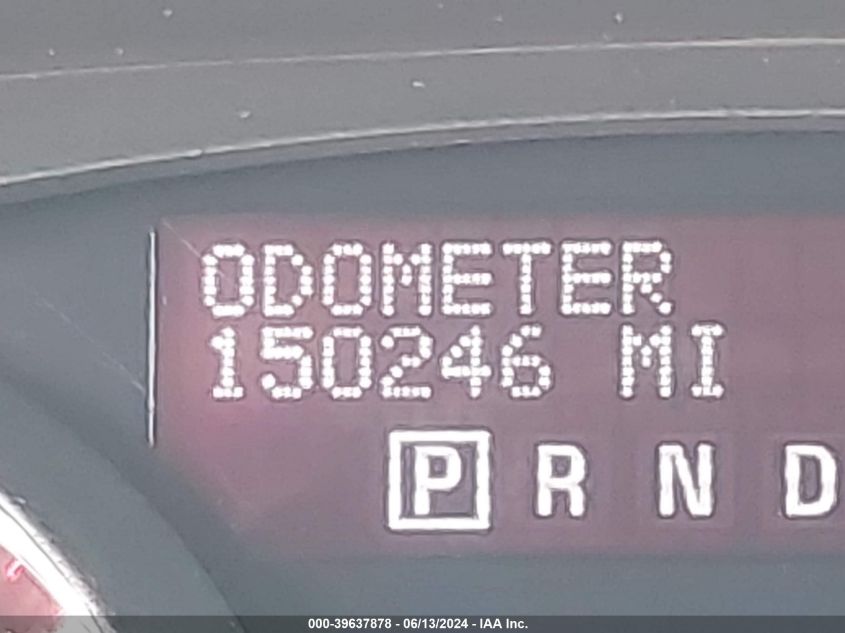 ODOMETER
150246 MI
P R N D
000-39637878 - 06/13/2024 - IAA Inc.